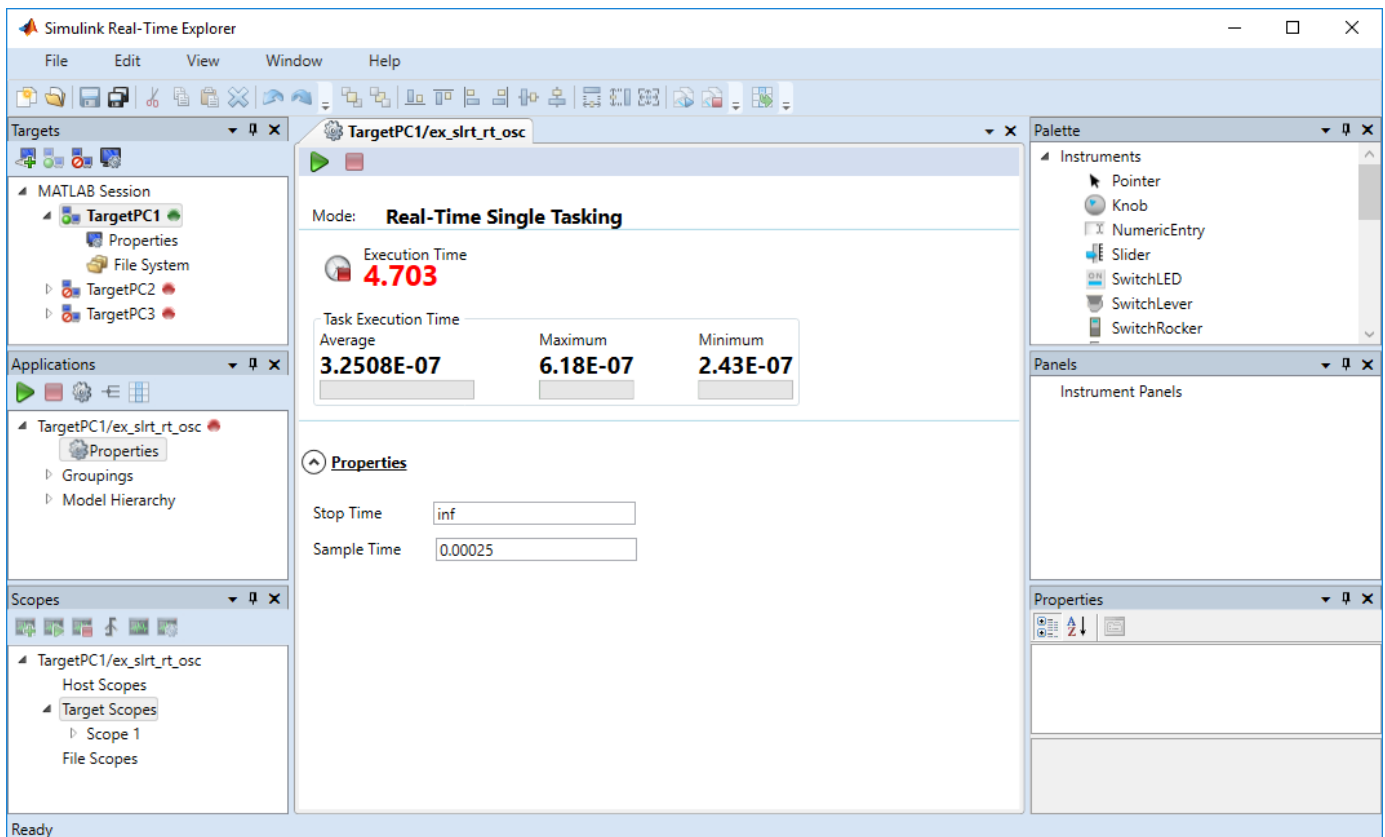 Simulink Real-Time Explorer
File Edit View Window Help
Targets
MATLAB Session
TargetPC1
Properties
File System
TargetPC2
TargetPC3
Applications
TargetPC1/ex_slrt_rt_osc
Properties
Groupings
Model Hierarchy
Scopes
TargetPC1/ex_slrt_rt_osc
Host Scopes
Target Scopes
Scope 1
File Scopes
TargetPC1/ex_slrt_rt_osc
Mode: Real-Time Single Tasking
Execution Time
4.703
Task Execution Time
Average Maximum Minimum
3.2508E-07 6.18E-07 2.43E-07
Properties
Stop Time inf
Sample Time 0.00025
Palette
Instruments
Pointer
Knob
NumericEntry
Slider
SwitchLED
SwitchLever
SwitchRocker
Panels
Instrument Panels
Properties
Ready